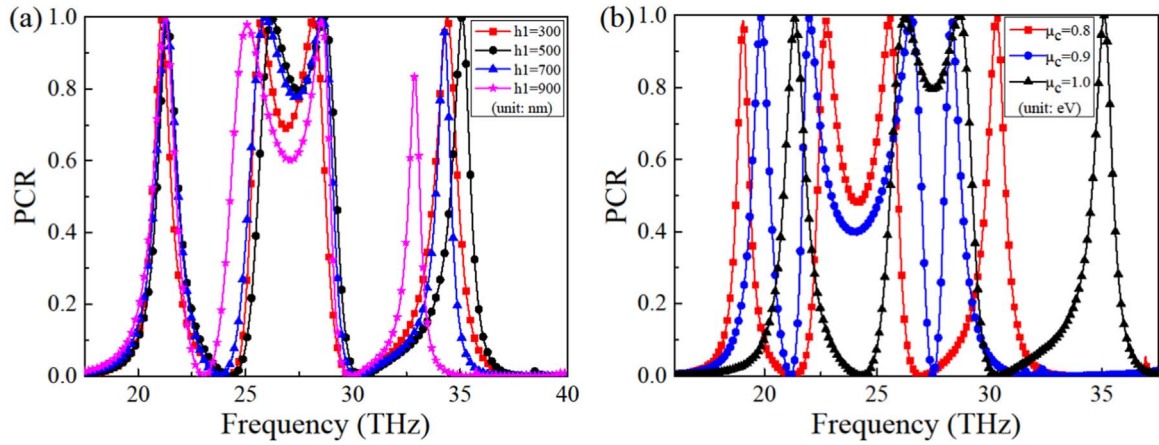 (a)
PCR
1.0
0.8
0.6
0.4
0.2
0.0
h1=300
h1=500
h1=700
h1=900
(unit: nm)
20 25 30 35 40
Frequency (THz)
(b)
PCR
1.0
0.8
0.6
0.4
0.2
0.0
μc=0.8
μc=0.9
μc=1.0
(unit: eV)
20 25 30 35
Frequency (THz)